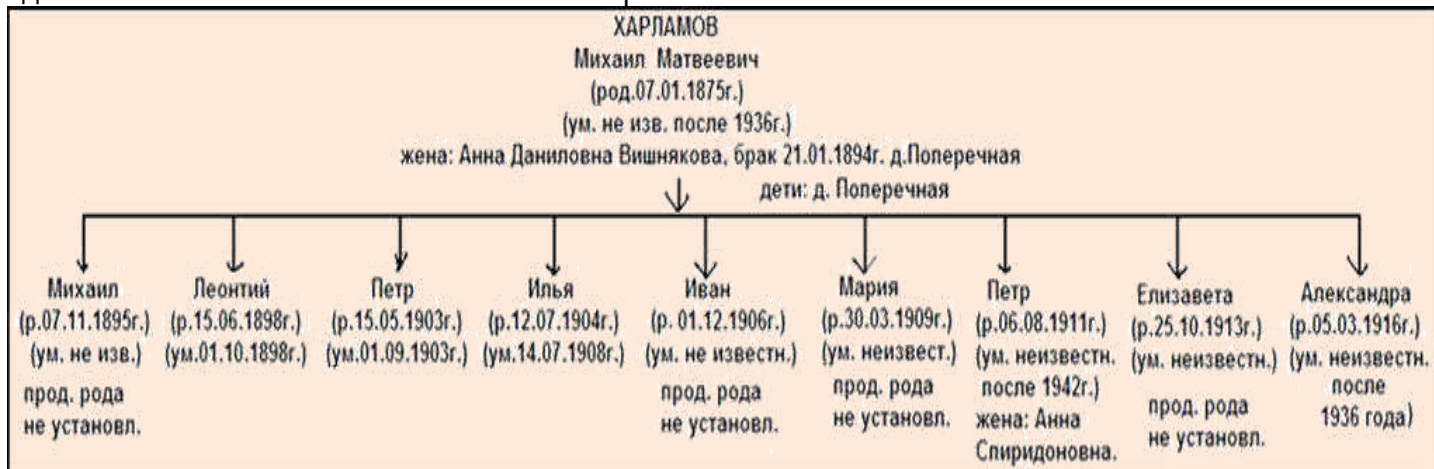 ХАРЛАМОВ
Михаил Матвеевич
(род.07.01.1875г.)
(ум. не изв. после 1936г.)
жена: Анна Даниловна Вишнякова, брак 21.01.1894г. д.Поперечная
дети: д. Поперечная
Михаил
(р.07.11.1895г.)
(ум. не изв.)
прод. рода
не установл.
Леонтий
(р.15.06.1898г.)
(ум.01.10.1898г.)
Петр
(р.15.05.1903г.)
(ум.01.09.1903г.)
Илья
(р.12.07.1904г.)
(ум.14.07.1908г.)
Иван
(р. 01.12.1906г.)
(ум. не известн.)
прод. рода
не установл.
Мария
(р.30.03.1909г.)
(ум. неизвест.)
прод. рода
не установл.
Петр
(р.06.08.1911г.)
(ум. неизвестн.
после 1942г.)
жена: Анна
Спиридоновна.
Елизавета
(р.25.10.1913г.)
(ум. неизвестн.)
прод. рода
не установл.
Александра
(р.05.03.1916г.)
(ум. неизвестн.
после
1936 года)